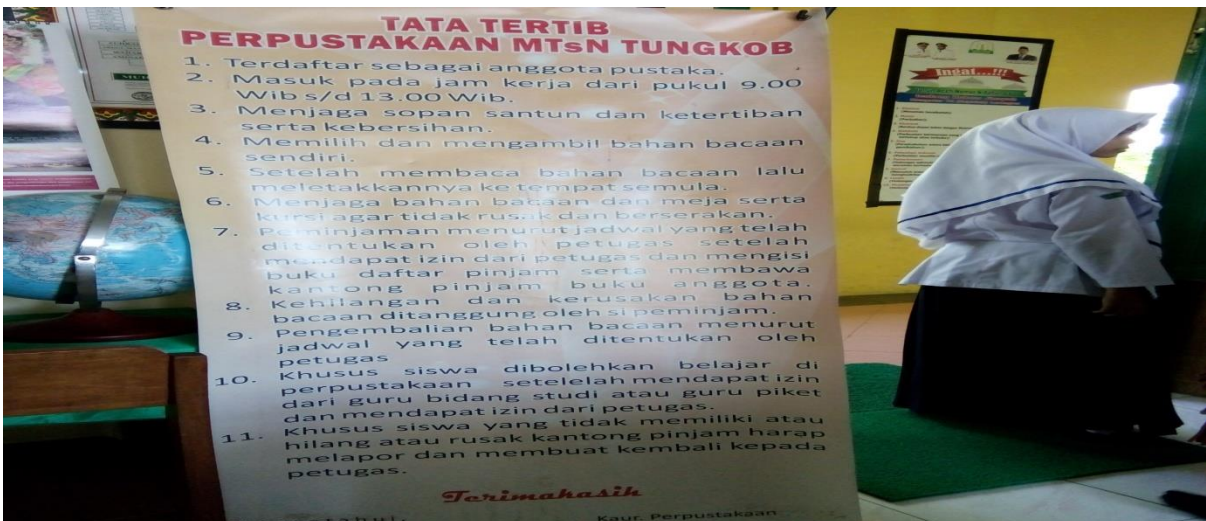 TATA TERTIB
PERPUSTAKAAN MTsN TUNGKOB
1. Terdaftar sebagai anggota pustaka.
2. Masuk pada jam kerja dari pukul 9.00
Wib s/d 13.00 Wib.
3. Menjaga sopan santun dan ketertiban
serta kebersihan.
4. Memilih dan mengambil bahan bacaan
sendiri.
5. Setelah membaca bahan bacaan lalu
meletakkannya ke tempat semula.
6. Menjaga bahan bacaan dan meja serta
kursi agar tidak rusak dan berserakan.
7. Peminjaman menurut jadwal yang telah
ditentukan oleh petugas setelah
mendapat izin dari petugas dan mengisi
buku daftar pinjam serta membawa
kantong pinjam buku anggota.
8. Kehilangan dan kerusakan bahan
bacaan ditanggung oleh si peminjam.
9. Pengembalian bahan bacaan menurut
jadwal yang telah ditentukan oleh
petugas
10. Khusus siswa dibolehkan belajar di
perpustakaan setelelah mendapat izin
dari guru bidang studi atau guru piket
dan mendapat izin dari petugas.
11. Khusus siswa yang tidak memiliki atau
hilang atau rusak kantong pinjam harap
melapor dan membuat kembali kepada
petugas.
Terimakasih
Kaur. Perpustakaan
Ingat...!!!